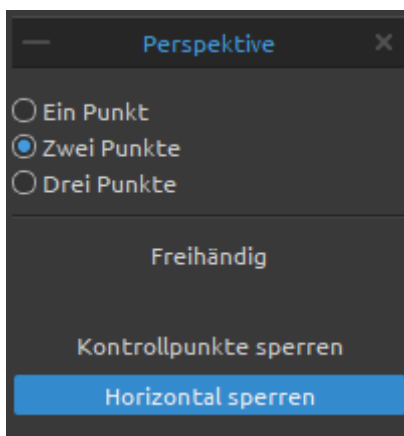 Perspektive
Ein Punkt
Zwei Punkte
Drei Punkte
Freihändig
Kontrollpunkte sperren
Horizontal sperren